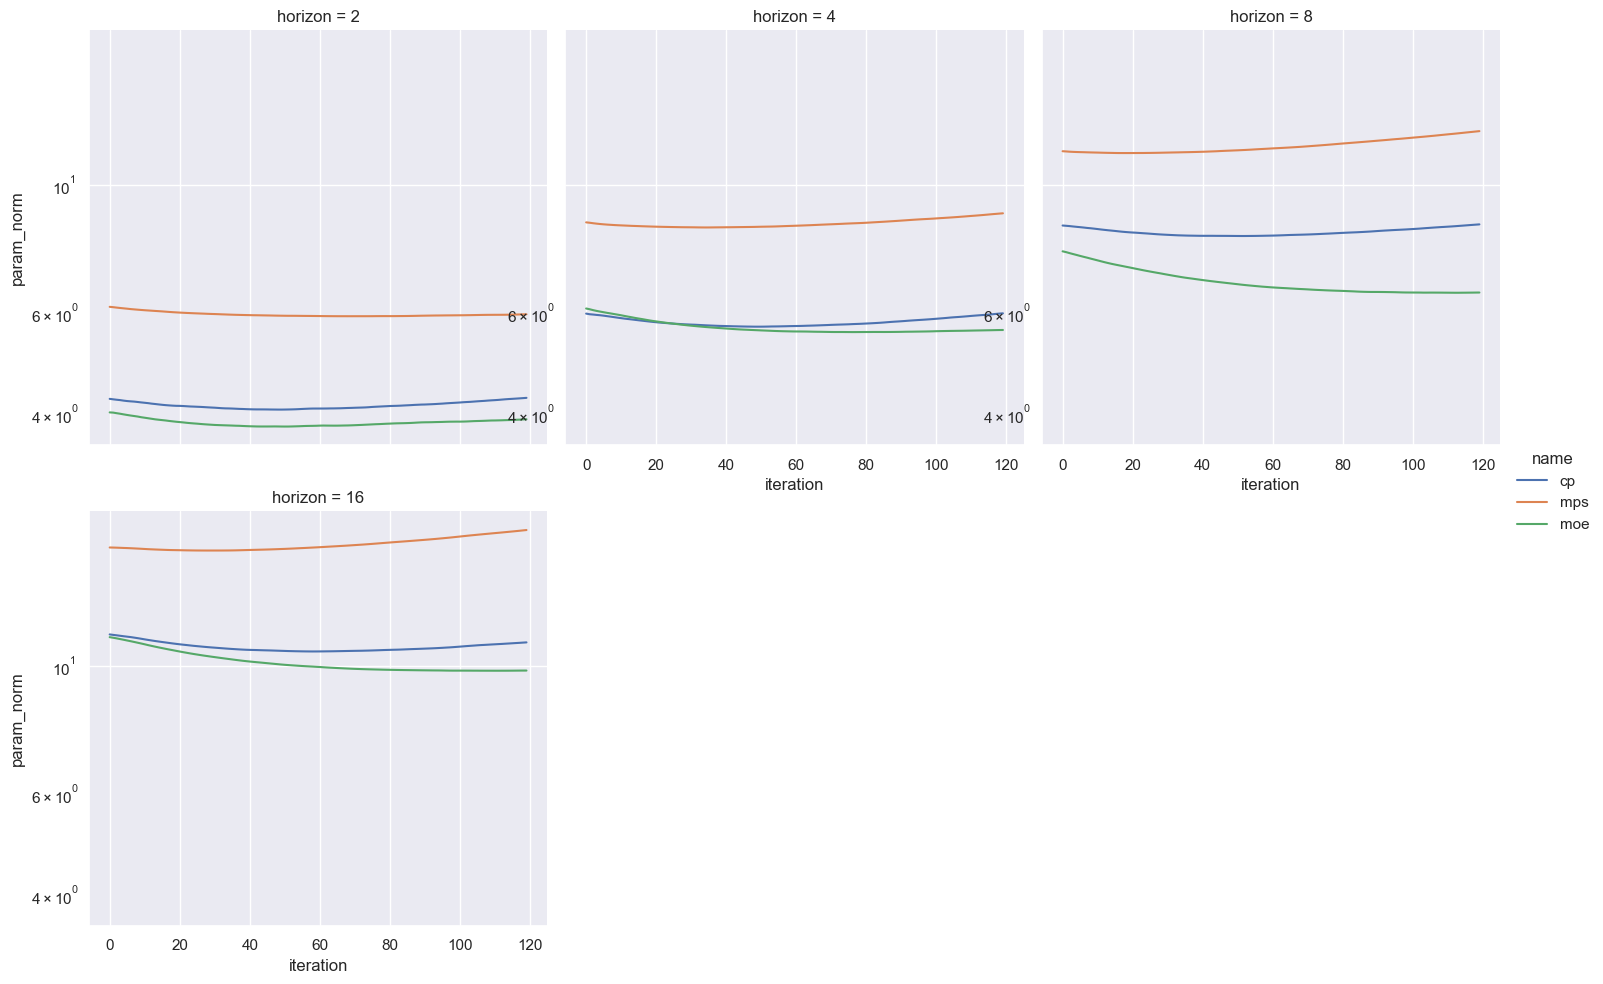 horizon = 2
horizon = 4
horizon = 8
param_norm
10^1
6 × 10^0
4 × 10^0
6 × 10^0
4 × 10^0
6 × 10^0
4 × 10^0
0 20 40 60 80 100 120
iteration
0 20 40 60 80 100 120
iteration
name
cp
mps
moe
horizon = 16
param_norm
10^1
6 × 10^0
4 × 10^0
0 20 40 60 80 100 120
iteration